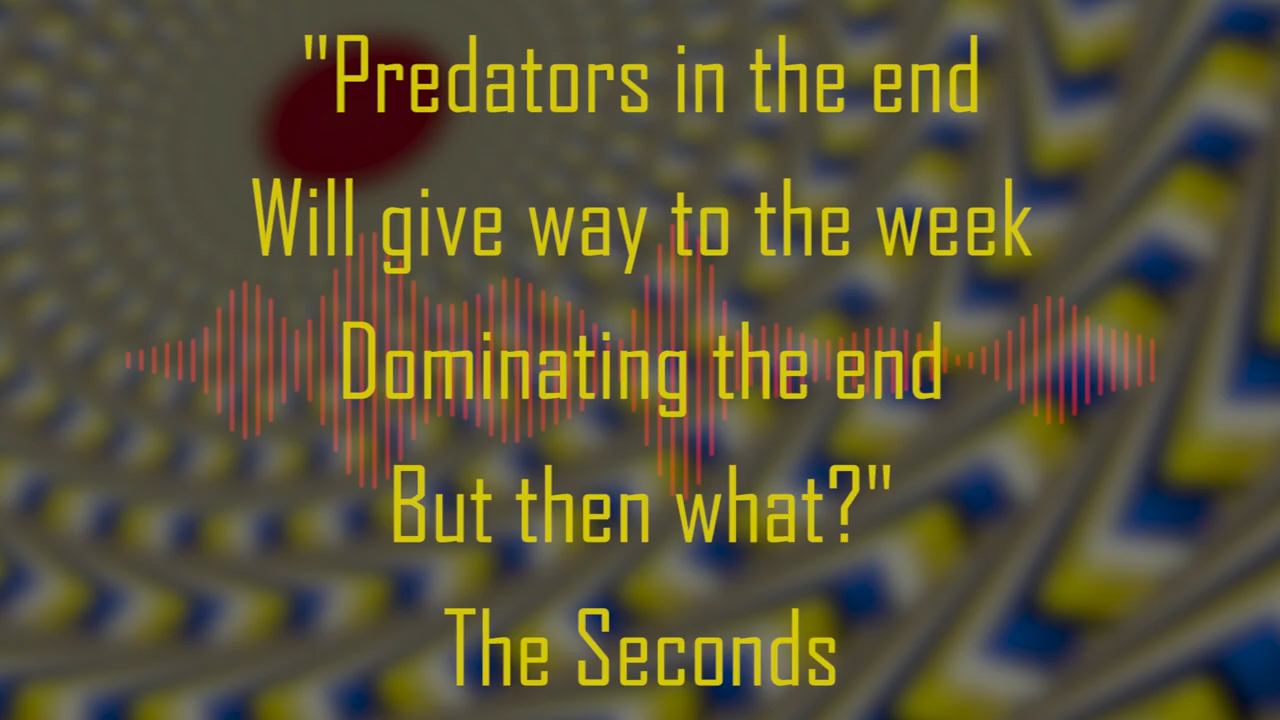 "Predators in the end
Will give way to the week
Dominating the end
But then what?"
The Seconds